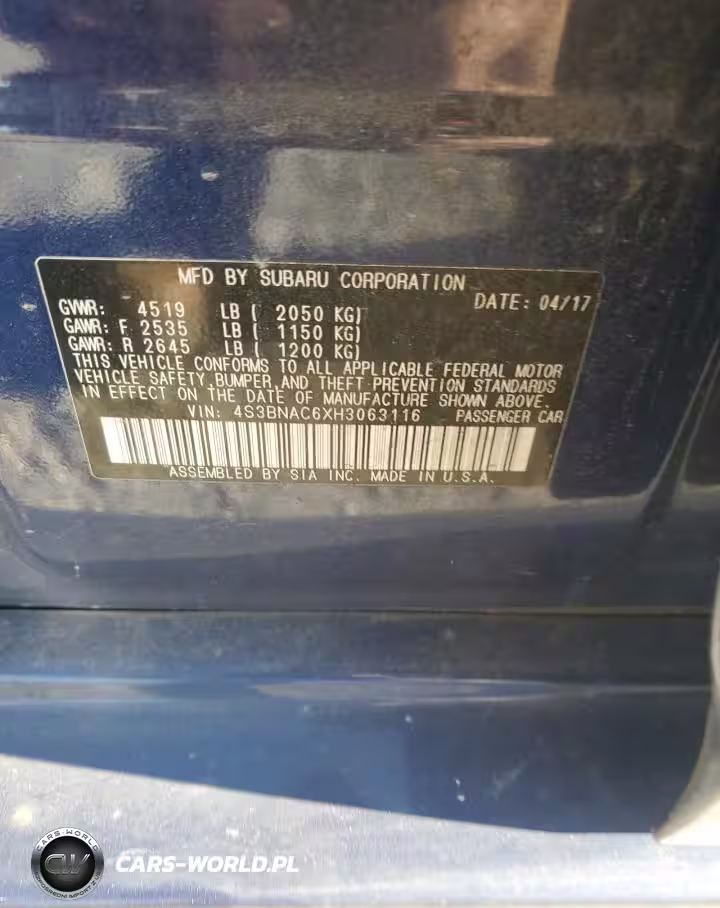 MFD BY SUBARU CORPORATION
DATE: 04/17
GVWR: 4519 LB ( 2050 KG)
GAWR: F 2535 LB ( 1150 KG)
GAWR: R 2645 LB ( 1200 KG)
THIS VEHICLE CONFORMS TO ALL APPLICABLE FEDERAL MOTOR
VEHICLE SAFETY, BUMPER, AND THEFT PREVENTION STANDARDS
IN EFFECT ON THE DATE OF MANUFACTURE SHOWN ABOVE.
VIN: 4S3BNAC6XH3063116 PASSENGER CAR
ASSEMBLED BY SIA INC. MADE IN U.S.A.
CARS-WORLD
CW
CARS-WORLD.PL